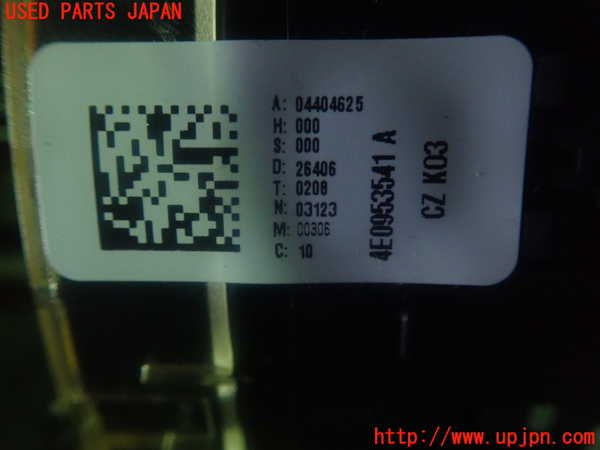 USED PARTS JAPAN
A: 04404625
H: 000
S: 000
D: 26406
T: 0208
N: 03123
M: 00306
C: 10
4E0953541 A
CZ K03
http://www.upjpn.com/